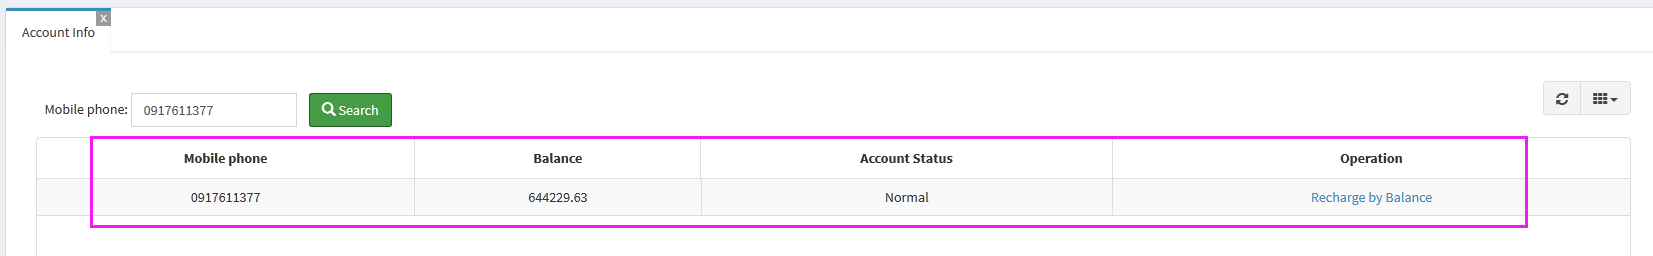 x
Account Info
Mobile phone: 0917611377 Search
Mobile phone Balance Account Status Operation
0917611377 644229.63 Normal Recharge by Balance